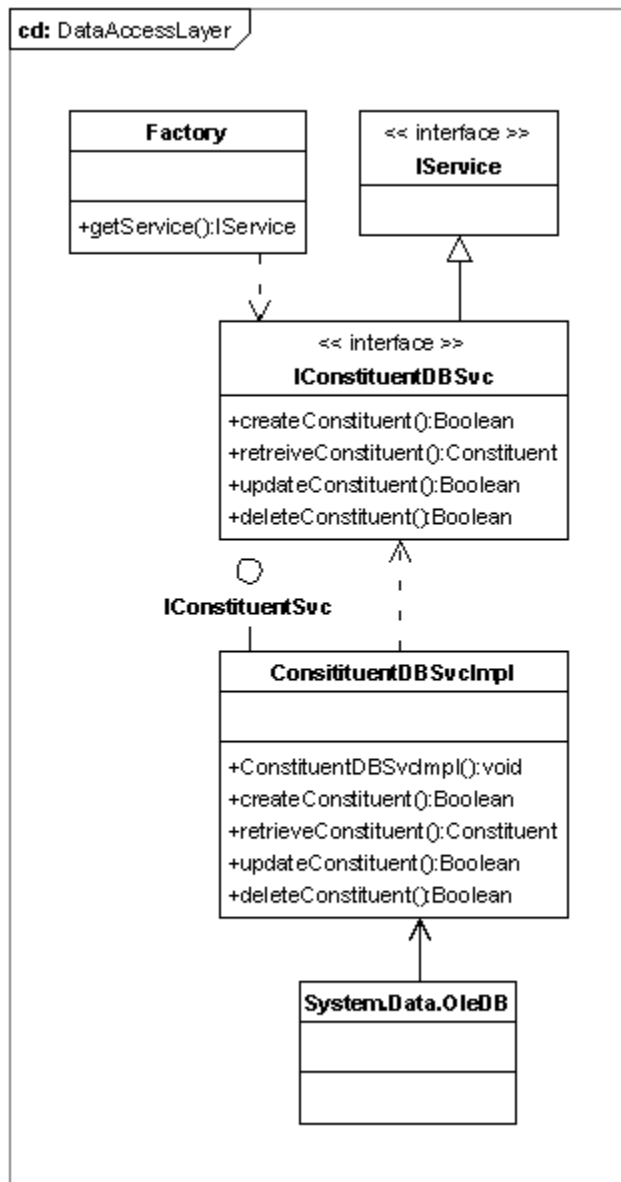 cd: DataAccessLayer
Factory
+getService():IService
<< interface >>
IService
<< interface >>
IConstituentDBSvc
+createConstituent():Boolean
+retreiveConstituent():Constituent
+updateConstituent():Boolean
+deleteConstituent():Boolean
IConstituentSvc
ConsitituentDBSvcImpl
+ConstituentDBSvcImpl():void
+createConstituent():Boolean
+retrieveConstituent():Constituent
+updateConstituent():Boolean
+deleteConstituent():Boolean
System.Data.OleDB